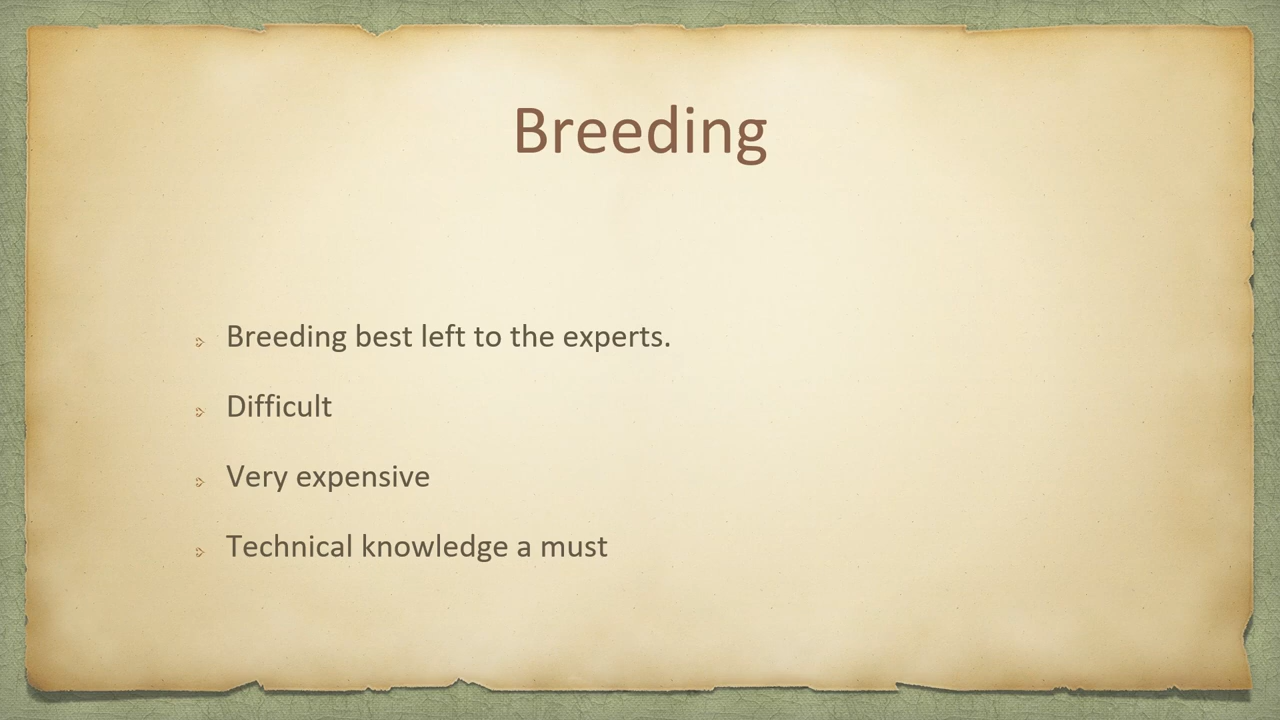 Breeding
Breeding best left to the experts.
Difficult
Very expensive
Technical knowledge a must